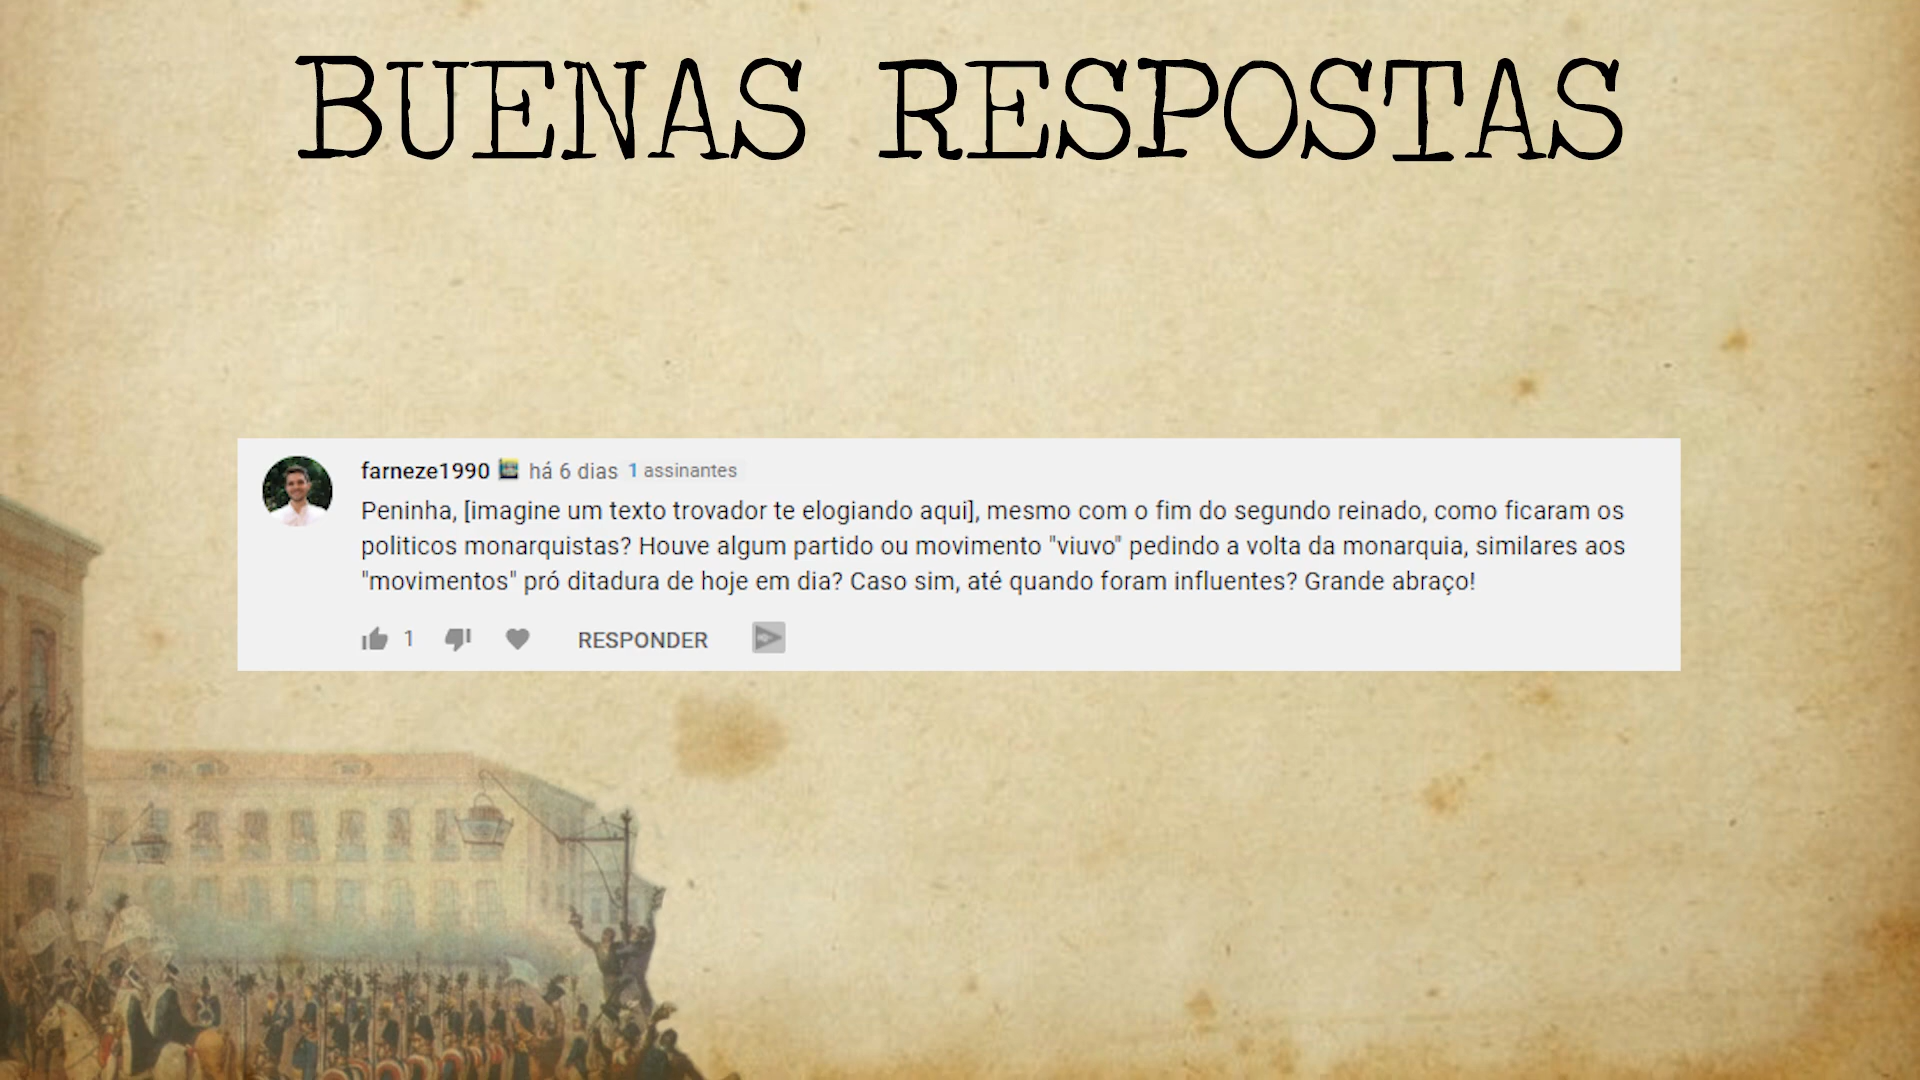 BUENAS RESPOSTAS
farneze1990 há 6 dias 1 assinantes
Peninha, [imagine um texto trovador te elogiando aqui], mesmo com o fim do segundo reinado, como ficaram os
politicos monarquistas? Houve algum partido ou movimento "viuvo" pedindo a volta da monarquia, similares aos
"movimentos" pró ditadura de hoje em dia? Caso sim, até quando foram influentes? Grande abraço!
1 RESPONDER